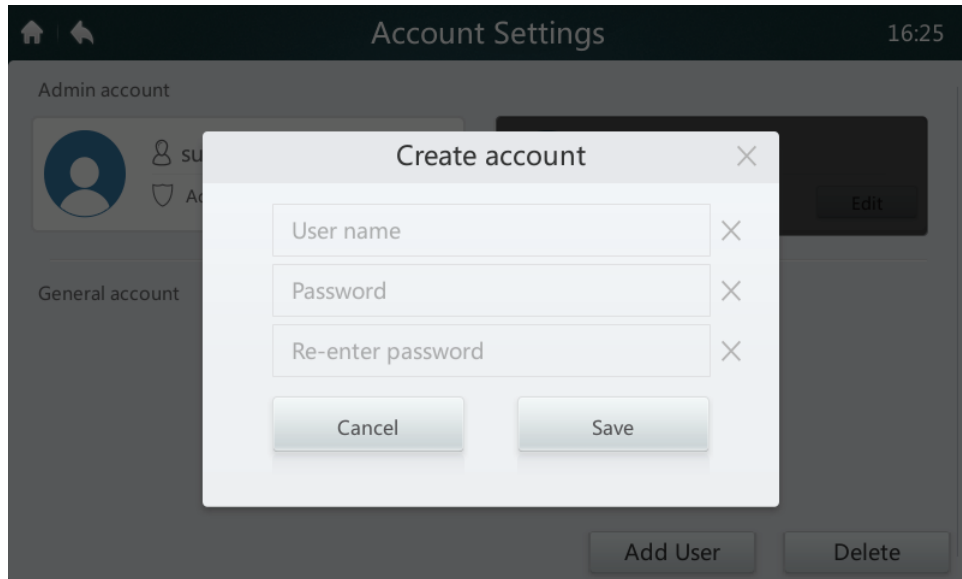 Account Settings 16:25
Admin account
Create account
Edit
User name
General account
Password
Re-enter password
Cancel Save
Add User Delete